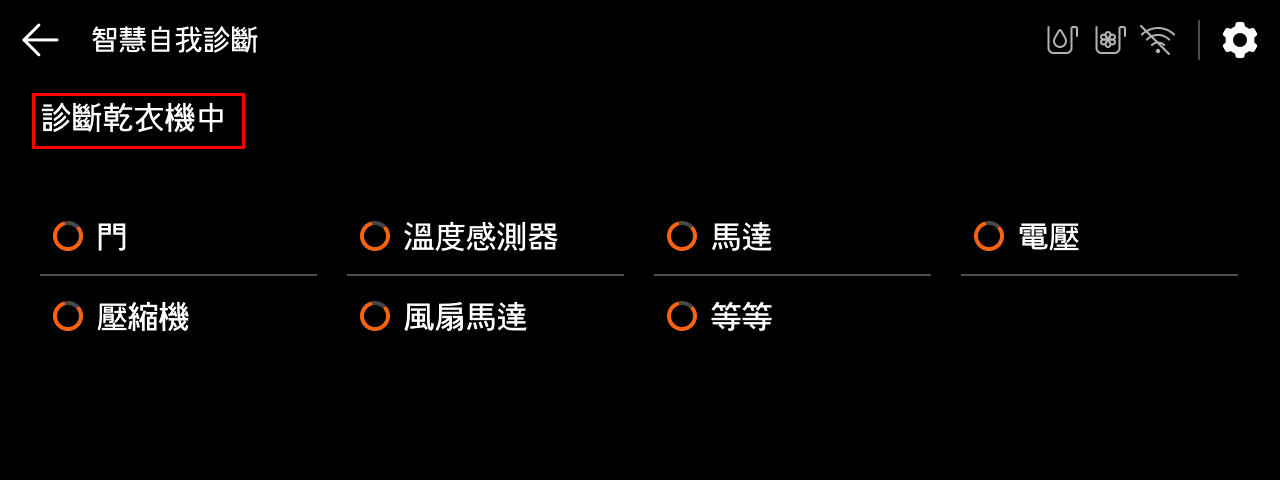 智慧自我診斷
診斷乾衣機中
門
溫度感測器
馬達
電壓
壓縮機
風扇馬達
等等